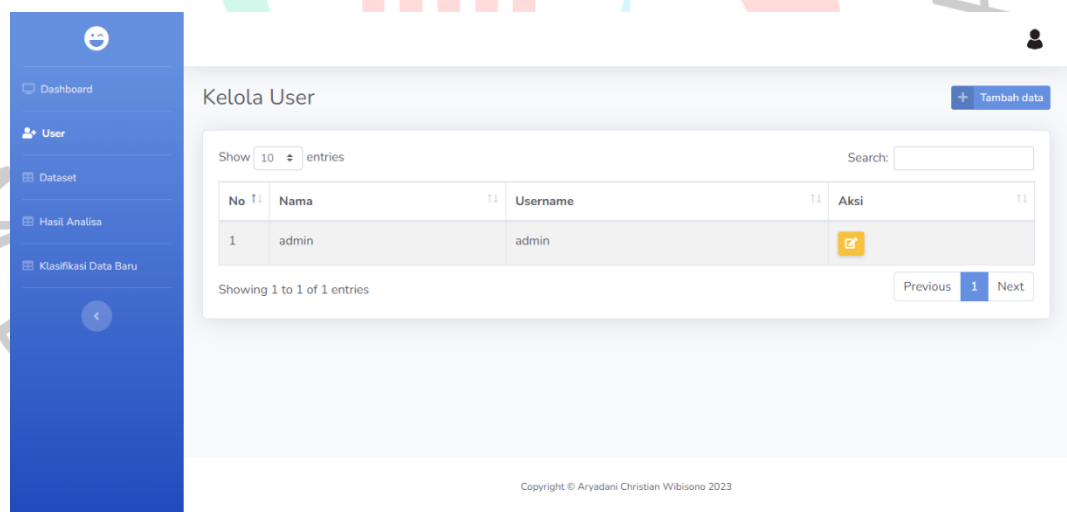 Dashboard
User
Dataset
Hasil Analisa
Klasifikasi Data Baru
Kelola User
+ Tambah data
Show 10 entries
Search:
No Nama Username Aksi
1 admin admin
Showing 1 to 1 of 1 entries
Previous 1 Next
Copyright © Aryadani Christian Wibisono 2023